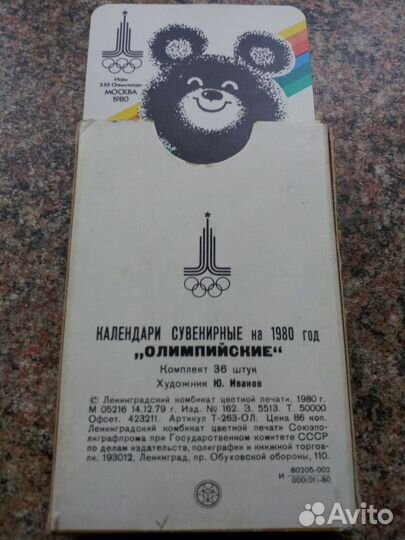 Игры
XXII Олимпиады
МОСКВА
1980
КАЛЕНДАРИ СУВЕНИРНЫЕ на 1980 год
„ОЛИМПИЙСКИЕ“
Комплект 36 штук
Художник Ю. Иванов
© Ленинградский комбинат цветной печати, 1980 г.
М 05216 14.12.79 г. Изд. № 162. З. 5513. Т. 50000
Офсет. 423211. Артикул Т-263-ОЛ. Цена 86 коп.
Ленинградский комбинат цветной печати Союзпо-
лиграфпрома при Государственном комитете СССР
по делам издательств, полиграфии и книжной торгов-
ли. 193012, Ленинград, пр. Обуховской обороны, 110.
И 80205-002
000(01)-80
Avito